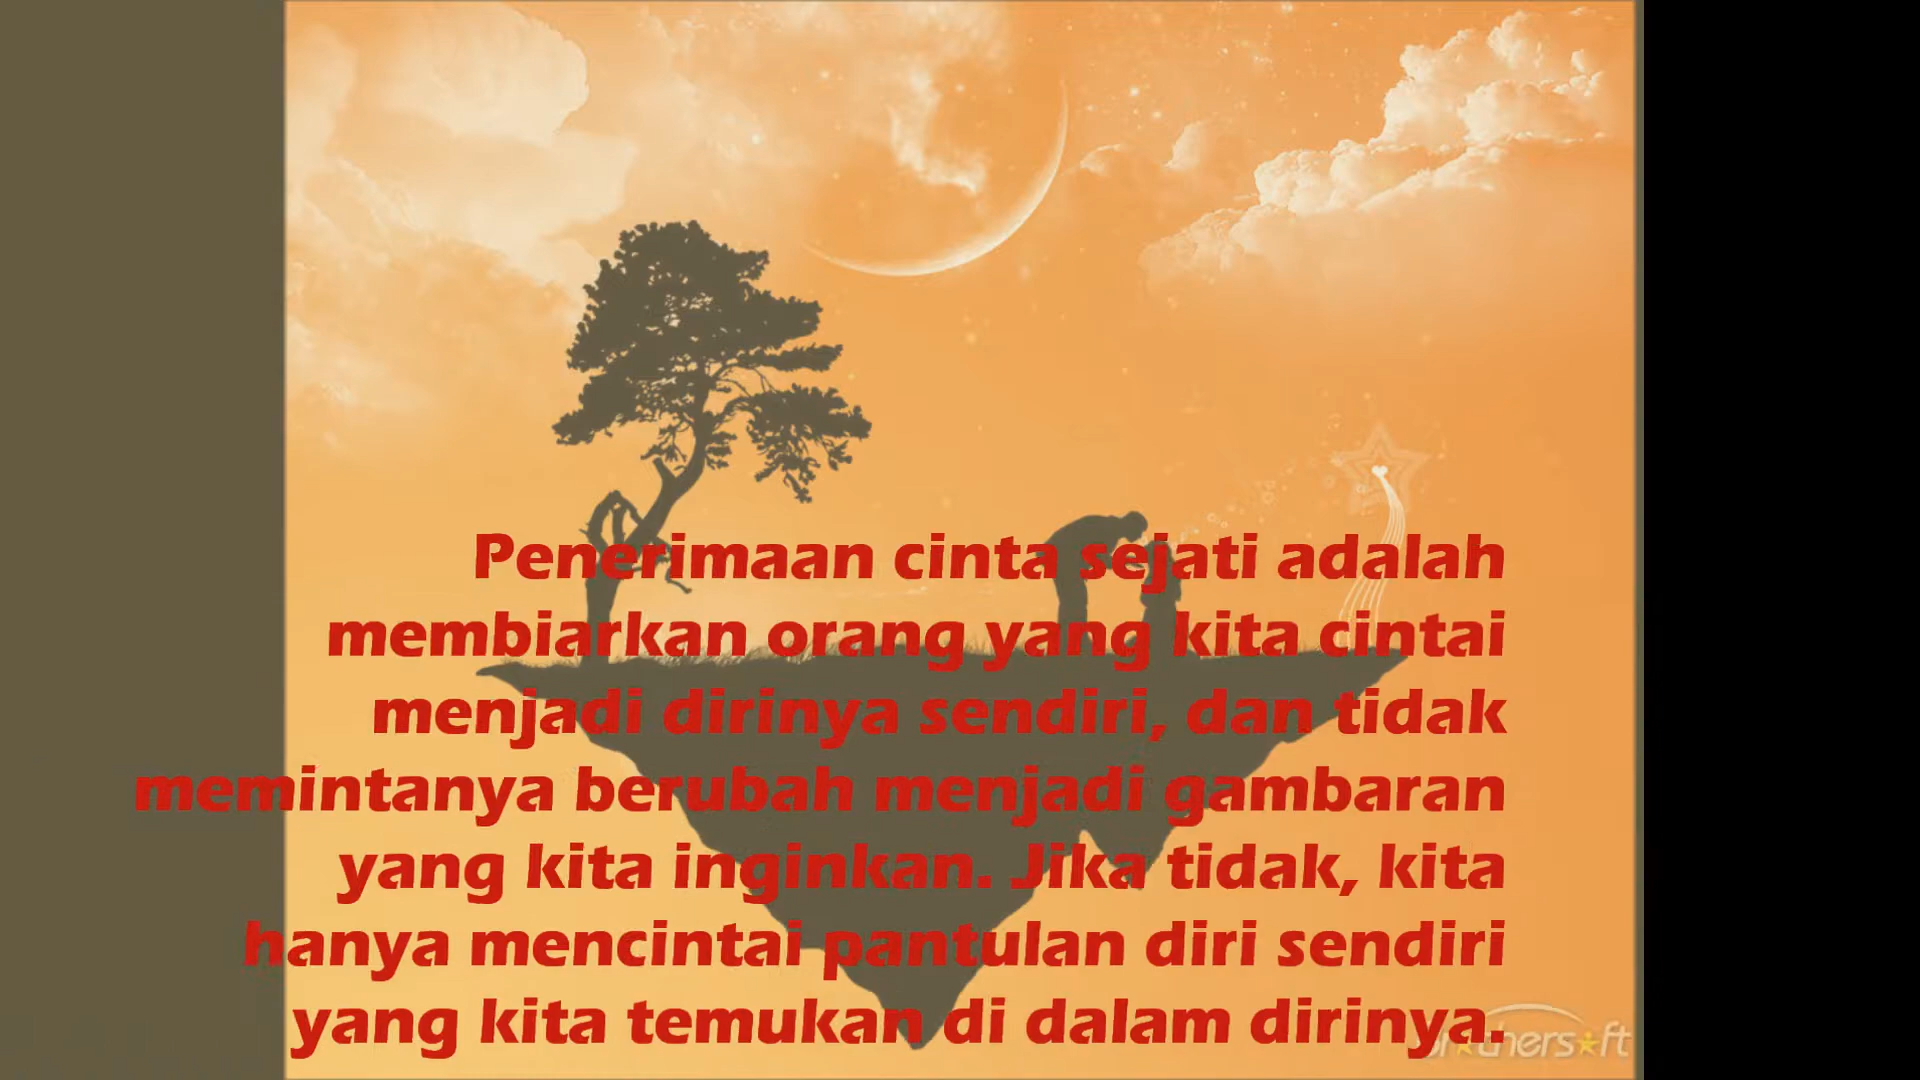 Penerimaan cinta sejati adalah
membiarkan orang yang kita cintai
menjadi dirinya sendiri, dan tidak
memintanya berubah menjadi gambaran
yang kita inginkan. Jika tidak, kita
hanya mencintai pantulan diri sendiri
yang kita temukan di dalam dirinya.
brothersoft